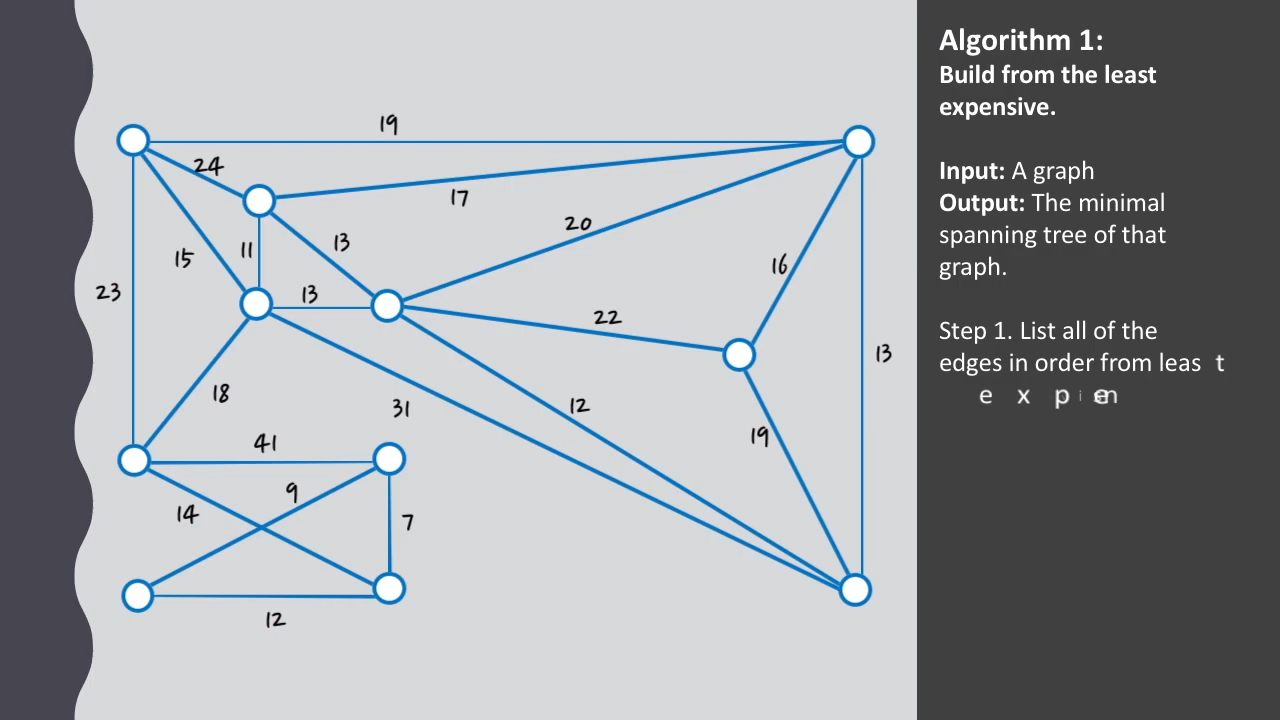 Algorithm 1:
Build from the least
expensive.
Input: A graph
Output: The minimal
spanning tree of that
graph.
Step 1. List all of the
edges in order from least
19
24
17
20
11
13
15
16
13
23
22
13
18
31
12
41
19
9
14
7
12